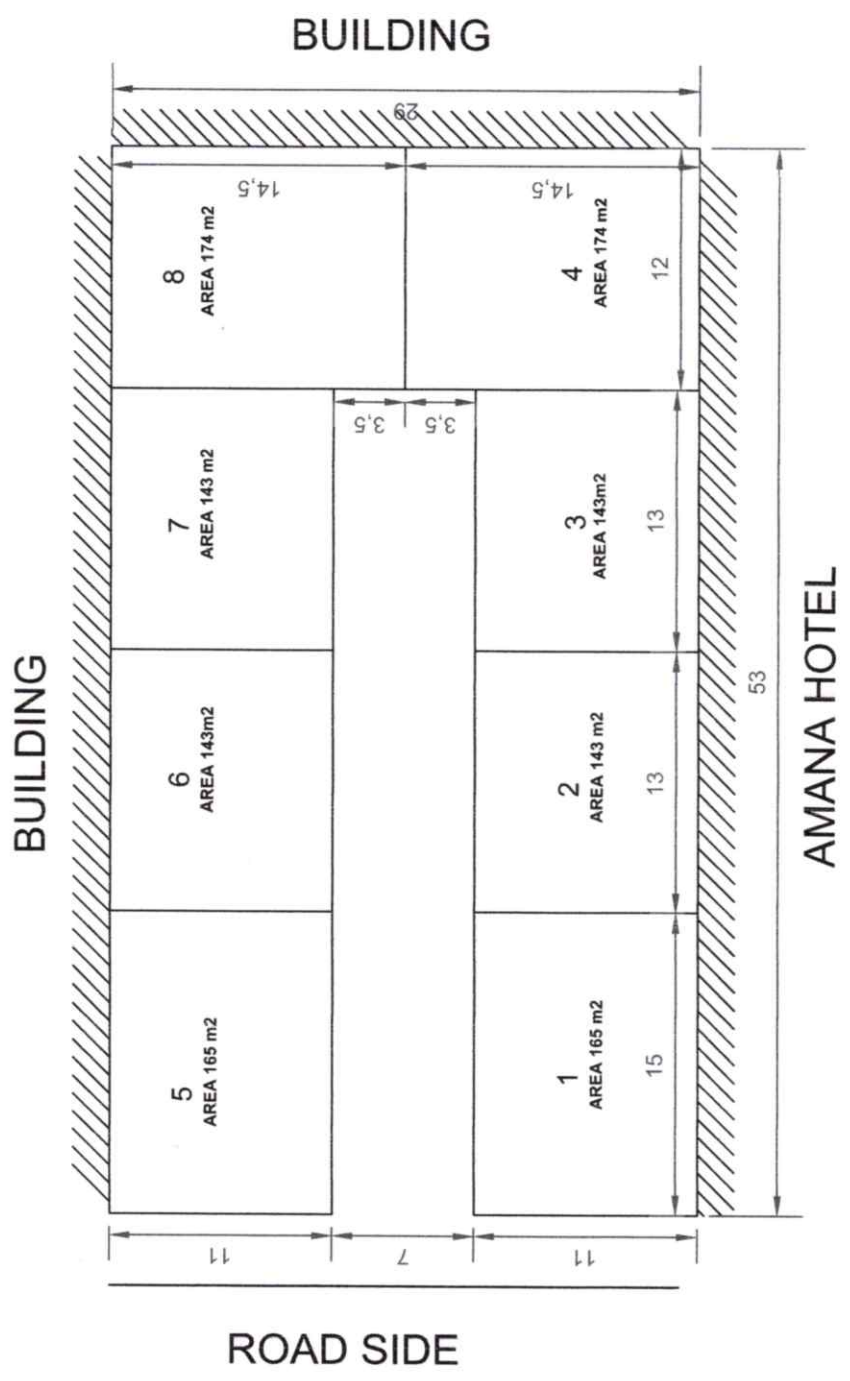 BUILDING
29
14,5
14,5
8
AREA 174 m2
4
AREA 174 m2
12
3,5
3,5
7
AREA 143 m2
3
AREA 143m2
13
BUILDING
53
AMANA HOTEL
6
AREA 143m2
2
AREA 143 m2
13
5
AREA 165 m2
1
AREA 165 m2
15
11
7
11
ROAD SIDE